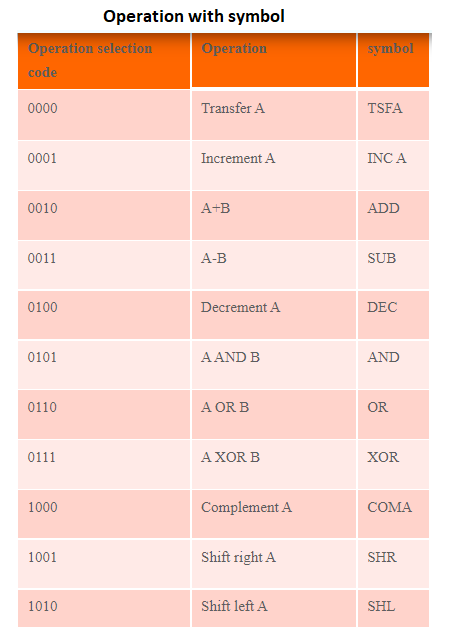 Operation with symbol
Operation selection code Operation symbol
0000 Transfer A TSFA
0001 Increment A INC A
0010 A+B ADD
0011 A-B SUB
0100 Decrement A DEC
0101 A AND B AND
0110 A OR B OR
0111 A XOR B XOR
1000 Complement A COMA
1001 Shift right A SHR
1010 Shift left A SHL